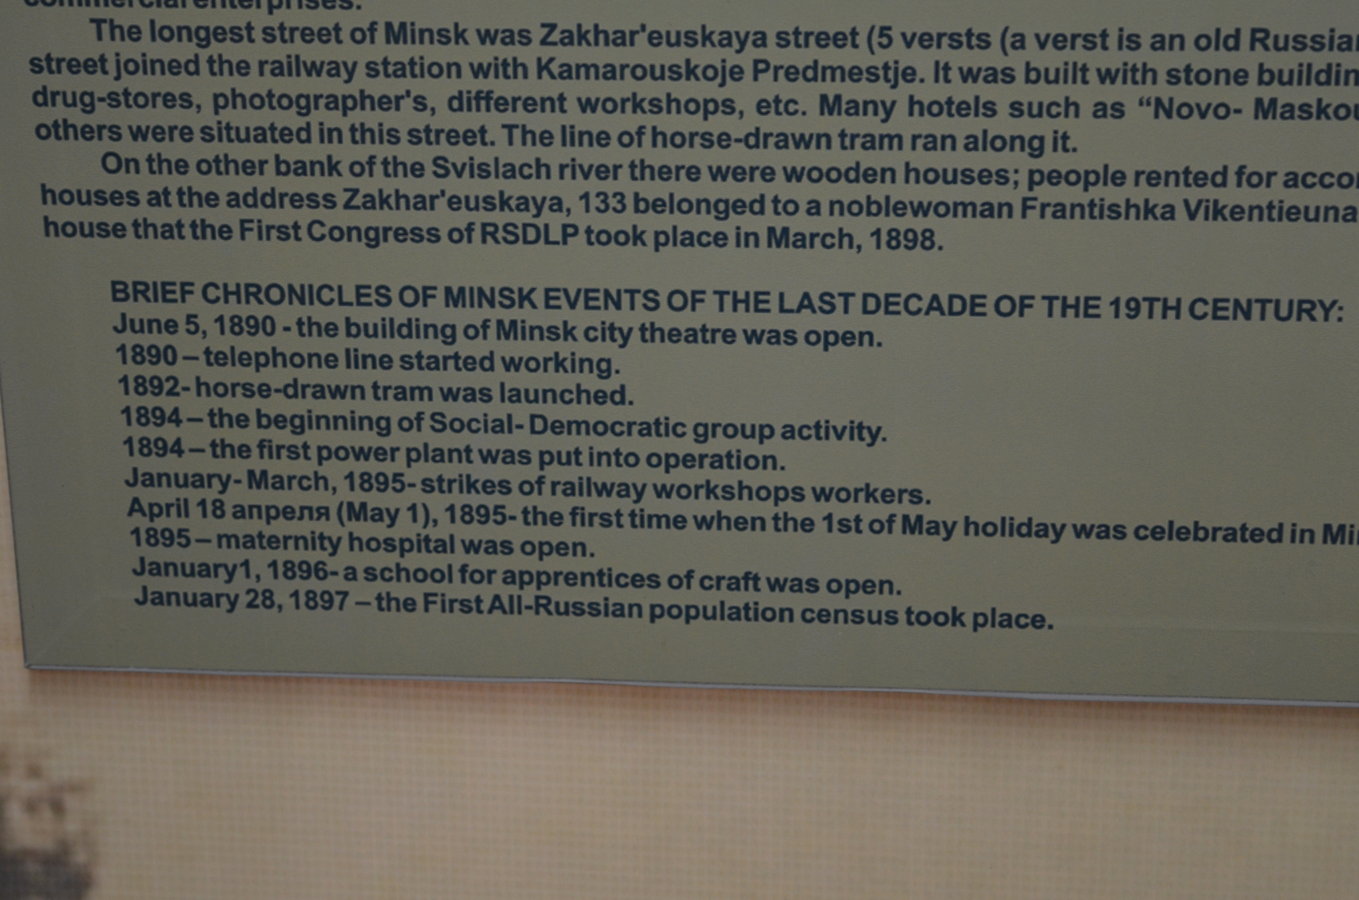 commercial enterprises.
The longest street of Minsk was Zakhar'euskaya street (5 versts (a verst is an old Russia
street joined the railway station with Kamarouskoje Predmestje. It was built with stone buildin
drug-stores, photographer's, different workshops, etc. Many hotels such as “Novo- Maskou
others were situated in this street. The line of horse-drawn tram ran along it.
On the other bank of the Svislach river there were wooden houses; people rented for acco
houses at the address Zakhar'euskaya, 133 belonged to a noblewoman Frantishka Vikentieuna
house that the First Congress of RSDLP took place in March, 1898.
BRIEF CHRONICLES OF MINSK EVENTS OF THE LAST DECADE OF THE 19TH CENTURY:
June 5, 1890 - the building of Minsk city theatre was open.
1890 – telephone line started working.
1892- horse-drawn tram was launched.
1894 – the beginning of Social- Democratic group activity.
1894 – the first power plant was put into operation.
January- March, 1895- strikes of railway workshops workers.
April 18 апреля (May 1), 1895- the first time when the 1st of May holiday was celebrated in Mi
1895 – maternity hospital was open.
January1, 1896- a school for apprentices of craft was open.
January 28, 1897 – the First All-Russian population census took place.